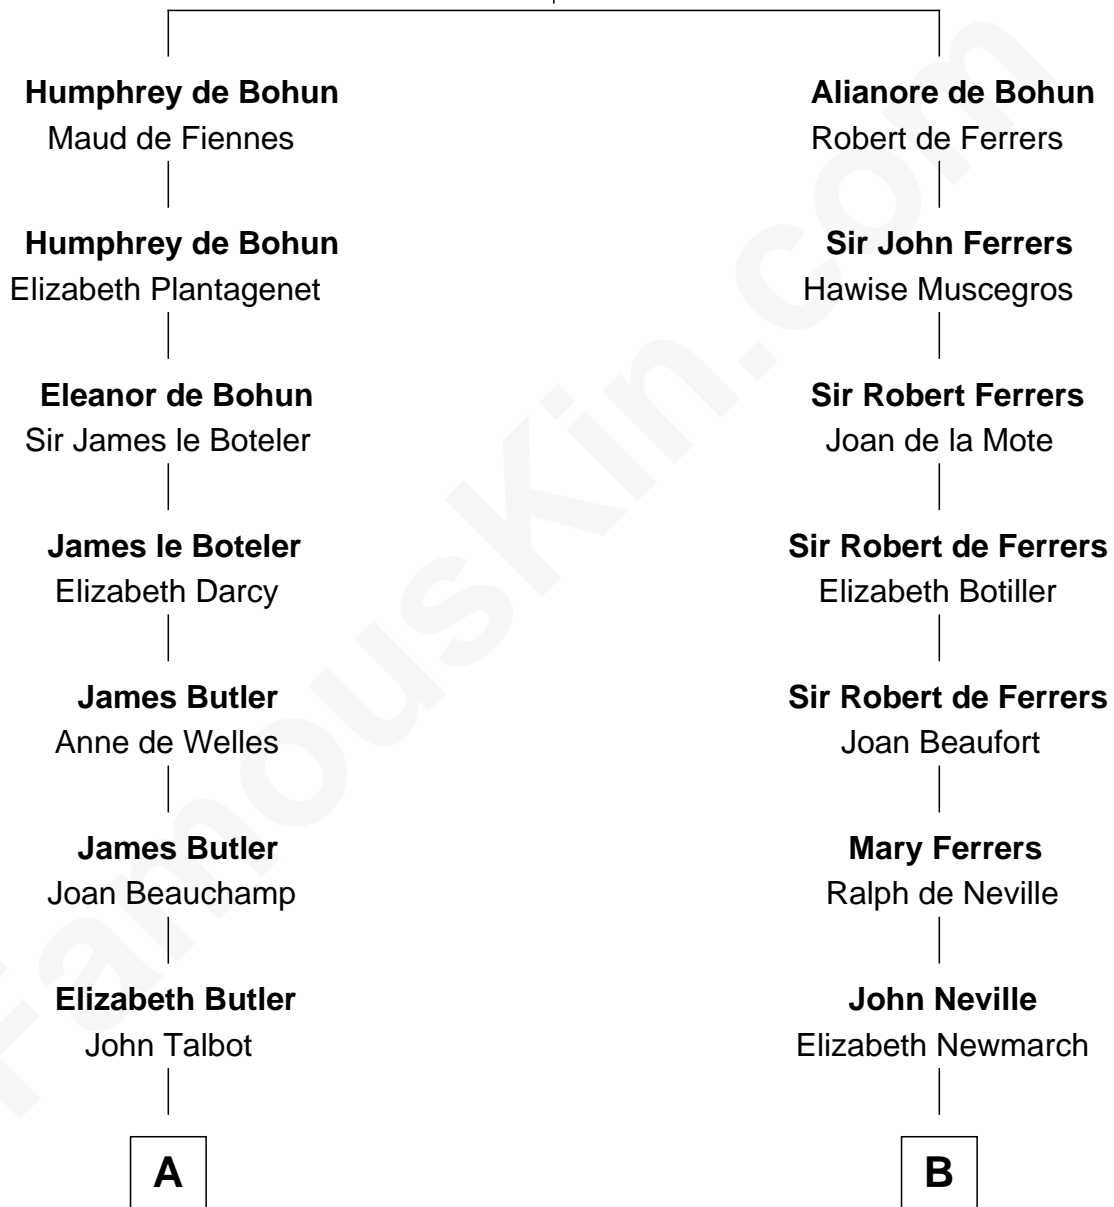 Humphrey de Bohun
Maud de Fiennes
Humphrey de Bohun
Elizabeth Plantagenet
Eleanor de Bohun
Sir James le Boteler
James le Boteler
Elizabeth Darcy
James Butler
Anne de Welles
James Butler
Joan Beauchamp
Elizabeth Butler
John Talbot
A
Alianore de Bohun
Robert de Ferrers
Sir John Ferrers
Hawise Muscegros
Sir Robert Ferrers
Joan de la Mote
Sir Robert de Ferrers
Elizabeth Botiller
Sir Robert de Ferrers
Joan Beaufort
Mary Ferrers
Ralph de Neville
John Neville
Elizabeth Newmarch
B
FamousKin.com